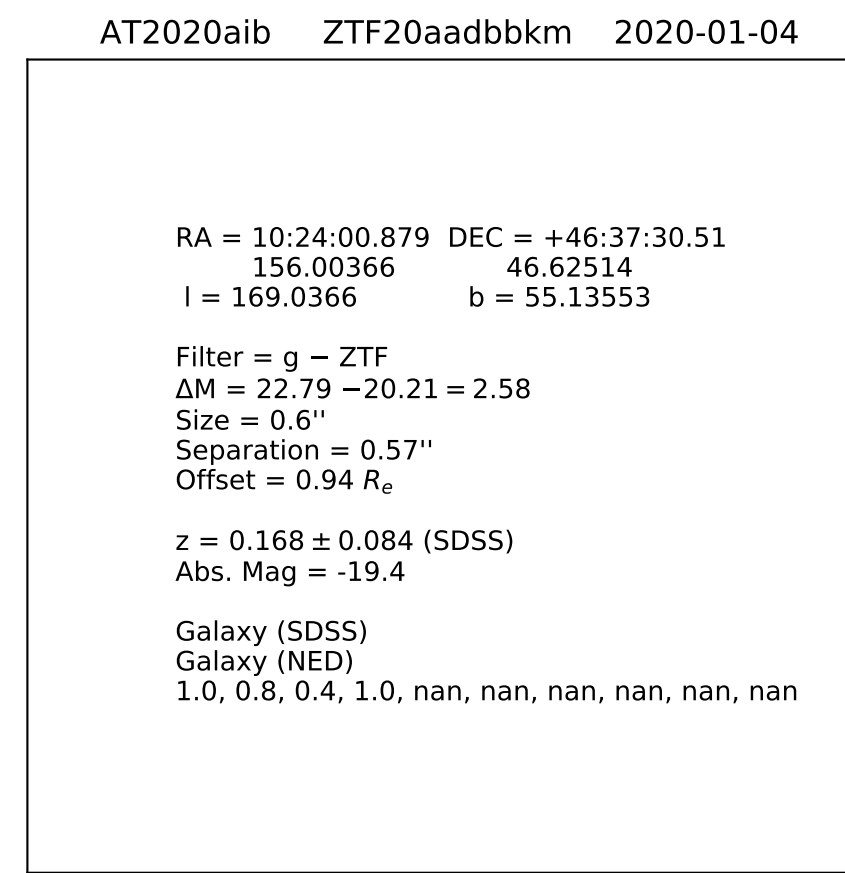 AT2020aib ZTF20aadbbkm 2020-01-04
RA = 10:24:00.879 DEC = +46:37:30.51
156.00366 46.62514
l = 169.0366 b = 55.13553
Filter = g − ZTF
ΔM = 22.79 −20.21 = 2.58
Size = 0.6''
Separation = 0.57''
Offset = 0.94 Rₑ
z = 0.168 ± 0.084 (SDSS)
Abs. Mag = -19.4
Galaxy (SDSS)
Galaxy (NED)
1.0, 0.8, 0.4, 1.0, nan, nan, nan, nan, nan, nan